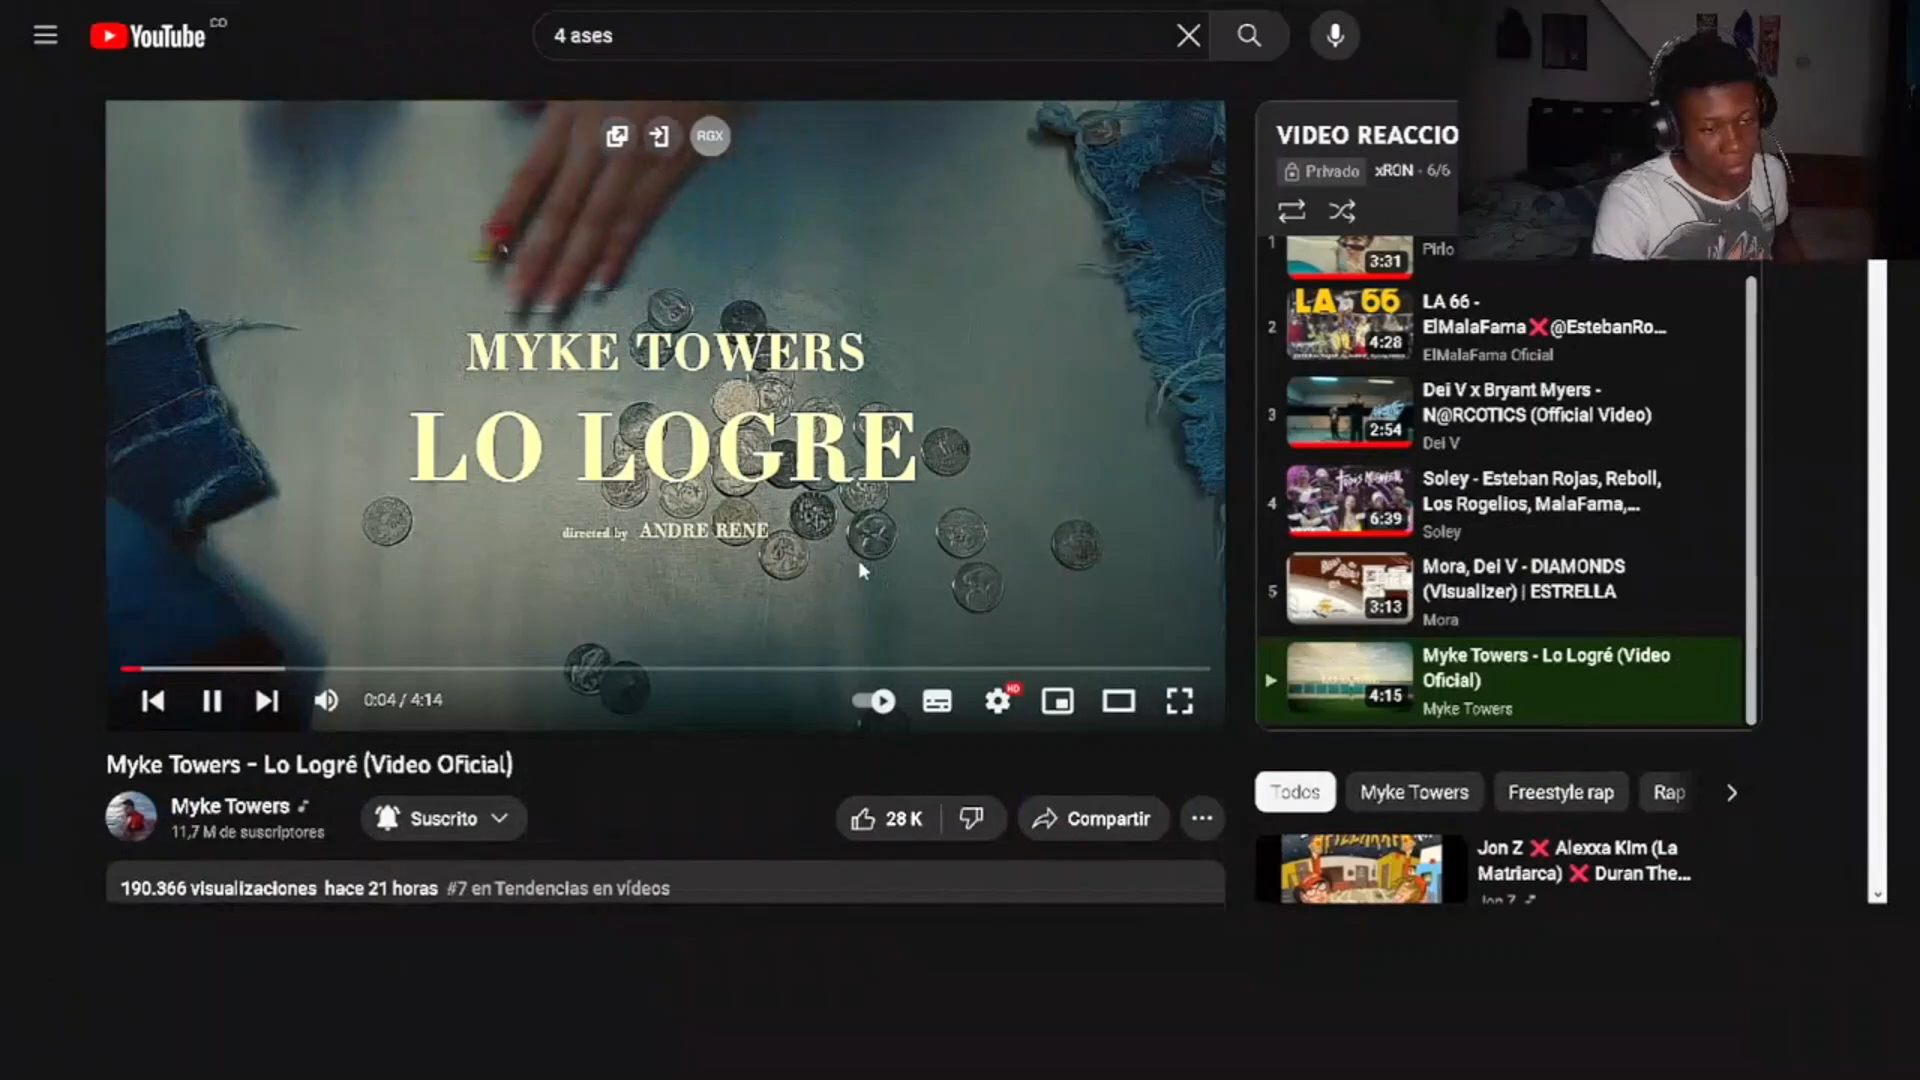 YouTube CO
4 ases
RGX
MYKE TOWERS
LO LOGRE
directed by ANDRE RENE
0:04 / 4:14
HD
Myke Towers - Lo Logré (Video Oficial)
Myke Towers
11,7 M de suscriptores
Suscrito
28 K
Compartir
190.366 visualizaciones hace 21 horas #7 en Tendencias en vídeos
VIDEO REACCIO
Privado xRON - 6/6
1
3:31
Pirlo
2
LA 66
4:28
LA 66 -
ElMalaFama❌@EstebanRo...
ElMalaFama Oficial
3
2:54
Dei V x Bryant Myers -
N@RCOTICS (Official Video)
Dei V
4
6:39
Soley - Esteban Rojas, Reboll,
Los Rogelios, MalaFama,...
Soley
5
3:13
Mora, Dei V - DIAMONDS
(Visualizer) | ESTRELLA
Mora
4:15
Myke Towers - Lo Logré (Video
Oficial)
Myke Towers
Todos
Myke Towers
Freestyle rap
Rap
Jon Z ❌ Alexxa Kim (La
Matriarca) ❌ Duran The...
Jon Z